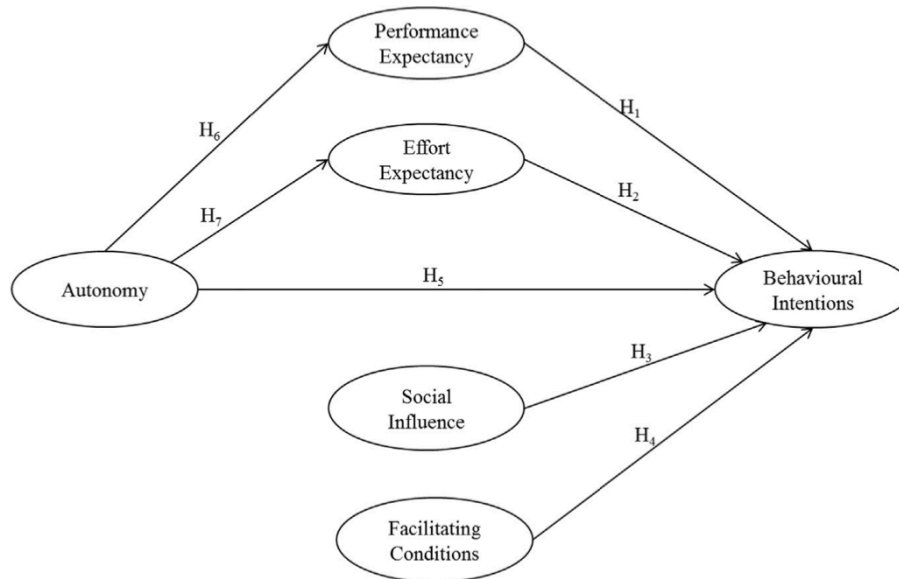 Performance
Expectancy
H₁
H₆
Effort
Expectancy
H₂
H₇
Autonomy
H₅
Behavioural
Intentions
H₃
Social
Influence
H₄
Facilitating
Conditions